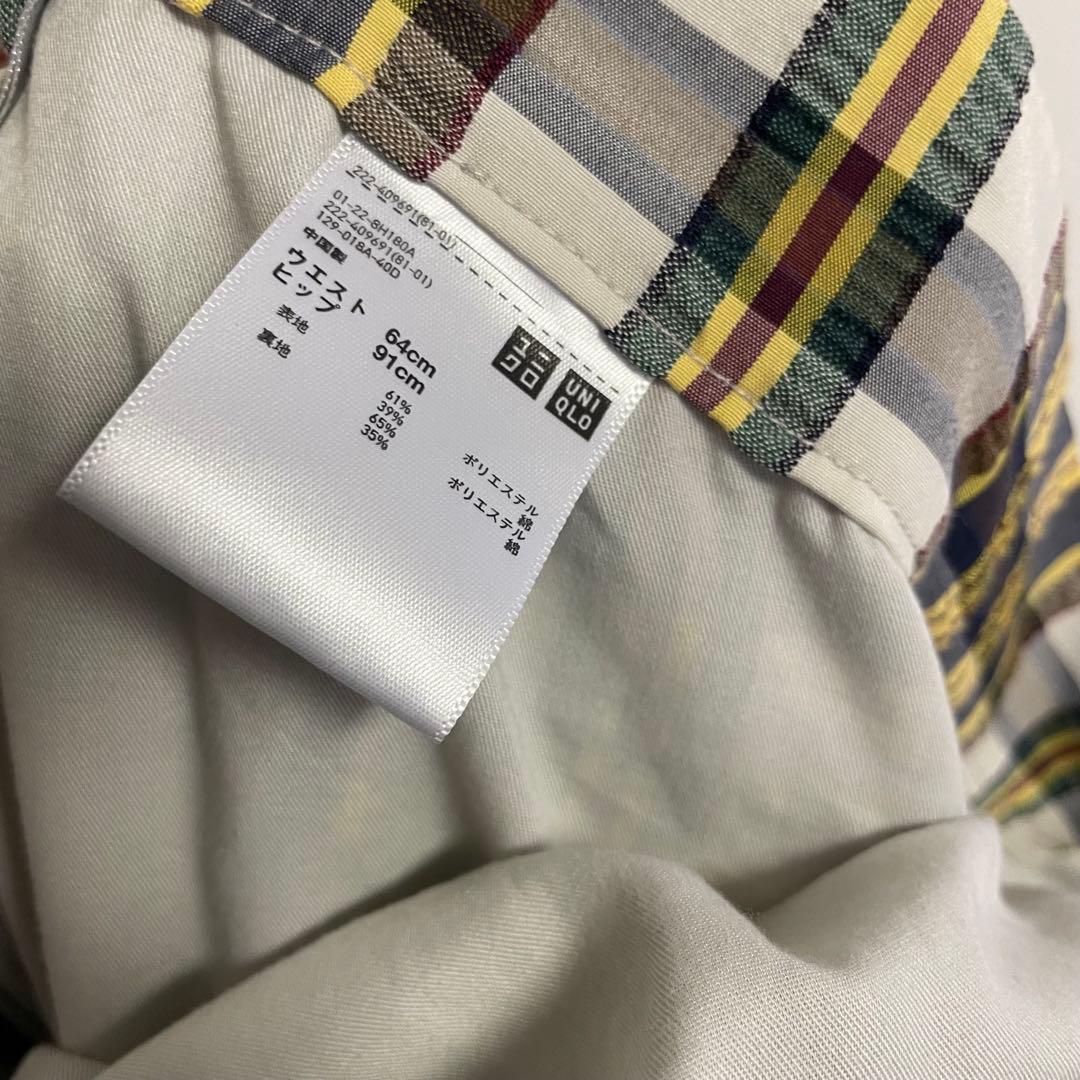 222-409691(81-01)
01-22-8H180A
222-409691(81-01)
129-018A-40D
中国製
ウエスト 64cm
ヒップ 91cm
表地 61% ポリエステル
39% 綿
裏地 65% ポリエステル
35% 綿
ユニ
クロ
UNI
QLO